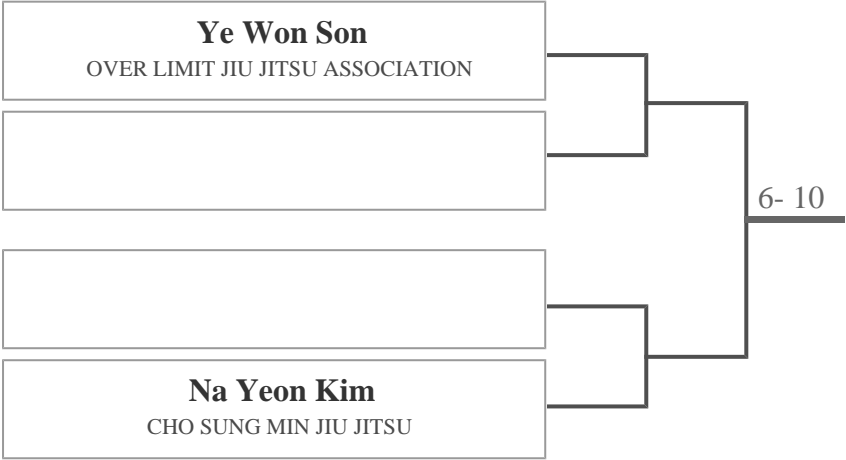 Ye Won Son
OVER LIMIT JIU JITSU ASSOCIATION
6- 10
Na Yeon Kim
CHO SUNG MIN JIU JITSU